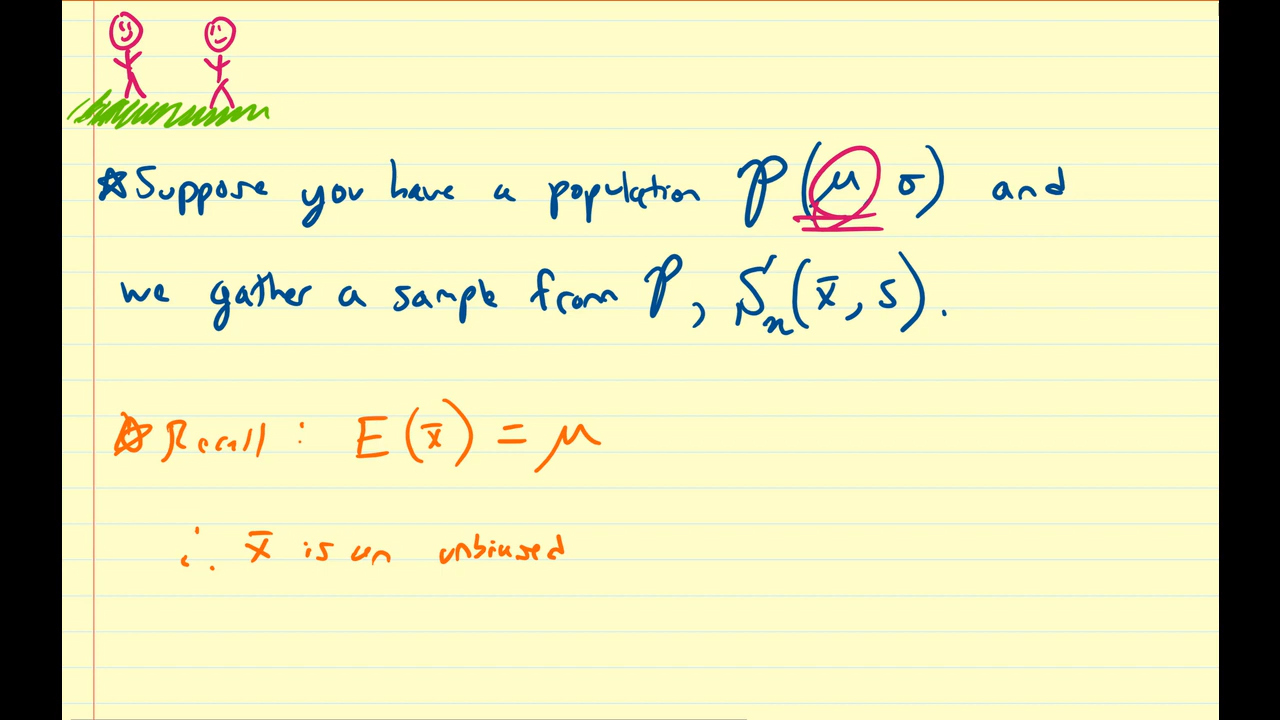 ☆ Suppose you have a population P(μ σ) and
we gather a sample from P, Sₙ(x̄, s).
☆ Recall : E(x̄) = μ
∴ x̄ is an unbiased